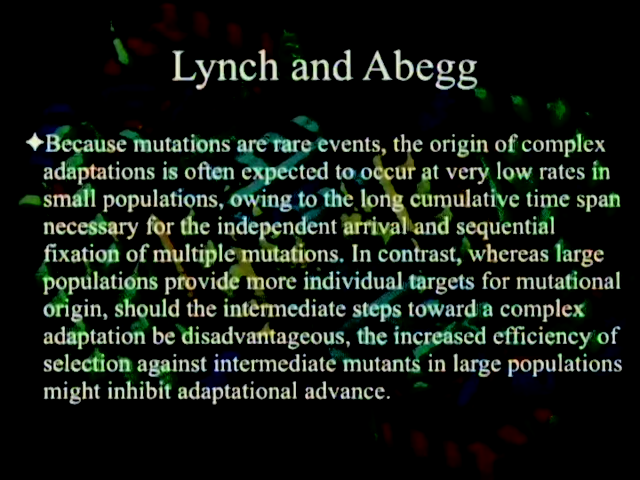 Lynch and Abegg
✦Because mutations are rare events, the origin of complex
adaptations is often expected to occur at very low rates in
small populations, owing to the long cumulative time span
necessary for the independent arrival and sequential
fixation of multiple mutations. In contrast, whereas large
populations provide more individual targets for mutational
origin, should the intermediate steps toward a complex
adaptation be disadvantageous, the increased efficiency of
selection against intermediate mutants in large populations
might inhibit adaptational advance.